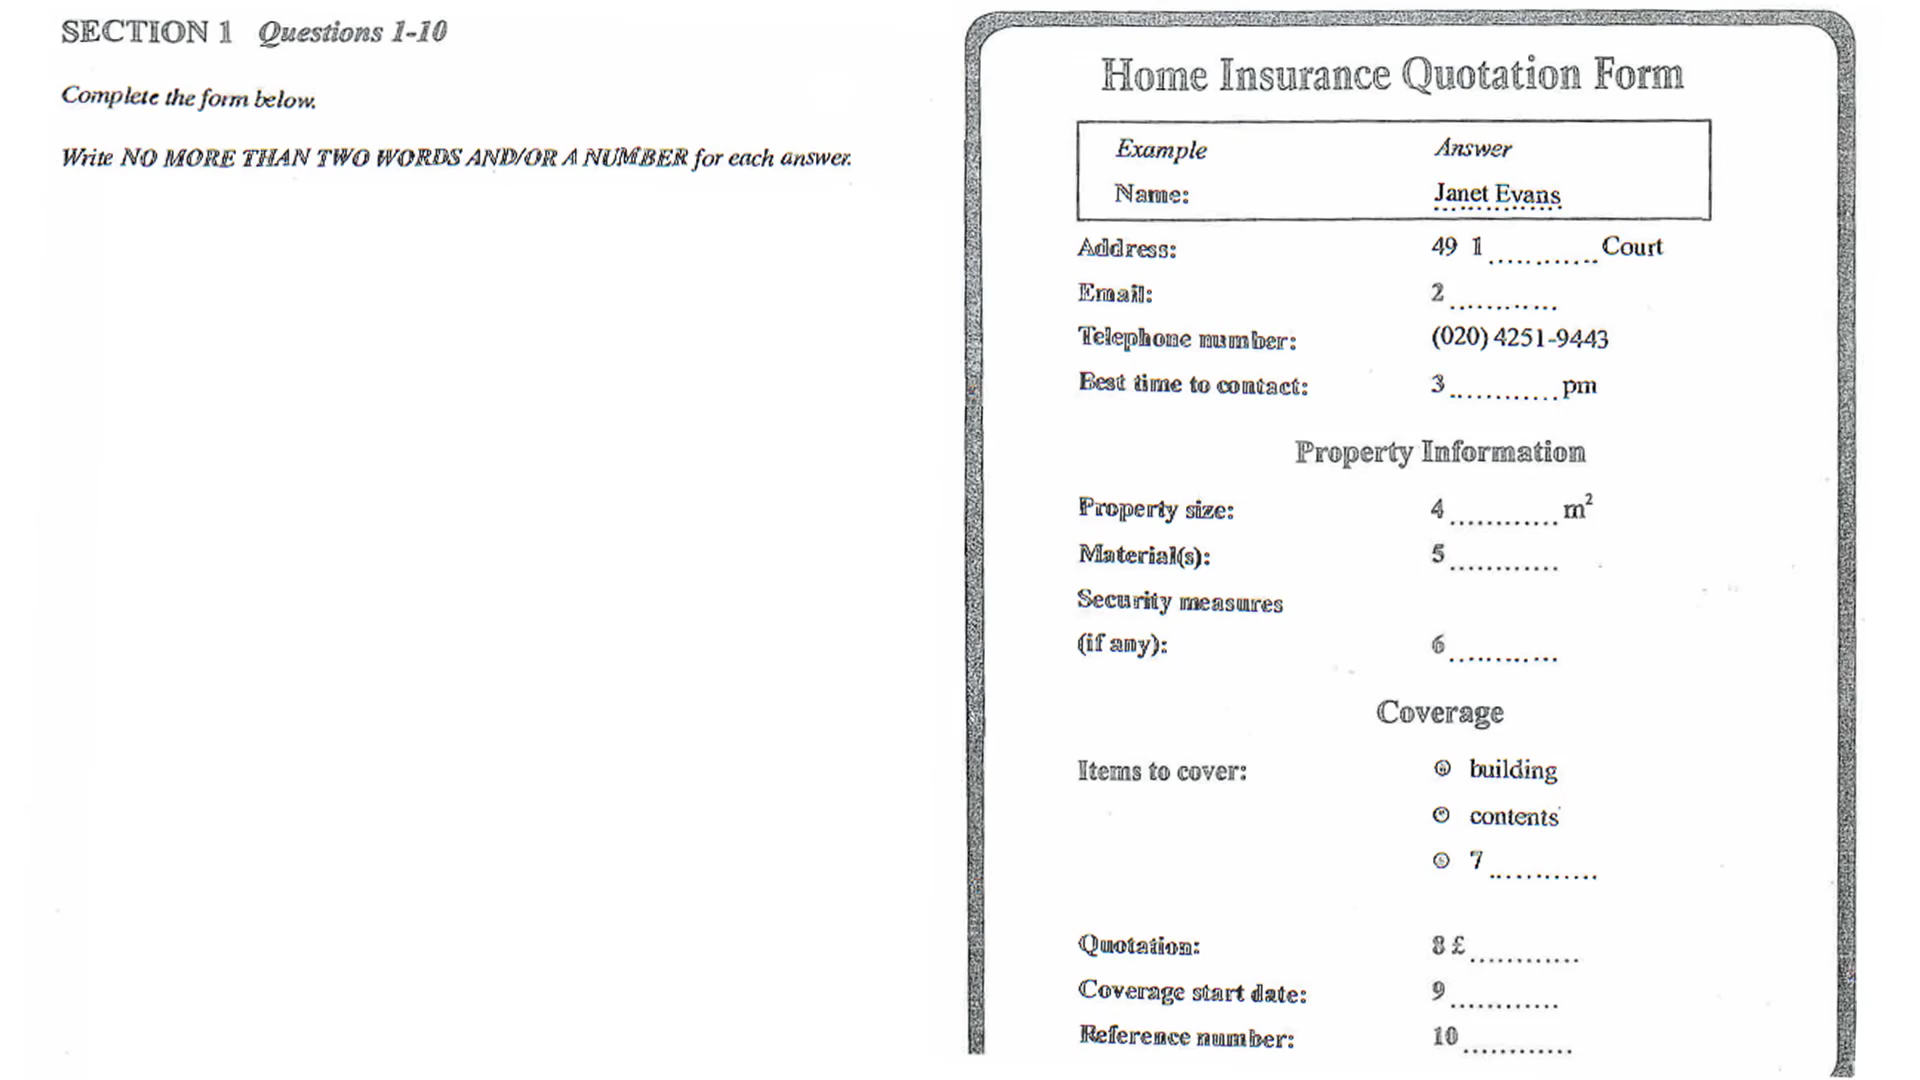 SECTION 1 Questions 1-10
Complete the form below.
Write NO MORE THAN TWO WORDS AND/OR A NUMBER for each answer.
Home Insurance Quotation Form
Example Answer
Name: Janet Evans
Address: 49 1 ........... Court
Email: 2 ...........
Telephone number: (020) 4251-9443
Best time to contact: 3 ........... pm
Property Information
Property size: 4 ........... m²
Material(s): 5 ...........
Security measures
(if any): 6 ...........
Coverage
Items to cover: building
contents
7 ...........
Quotation: 8 £ ...........
Coverage start date: 9 ...........
Reference number: 10 ...........